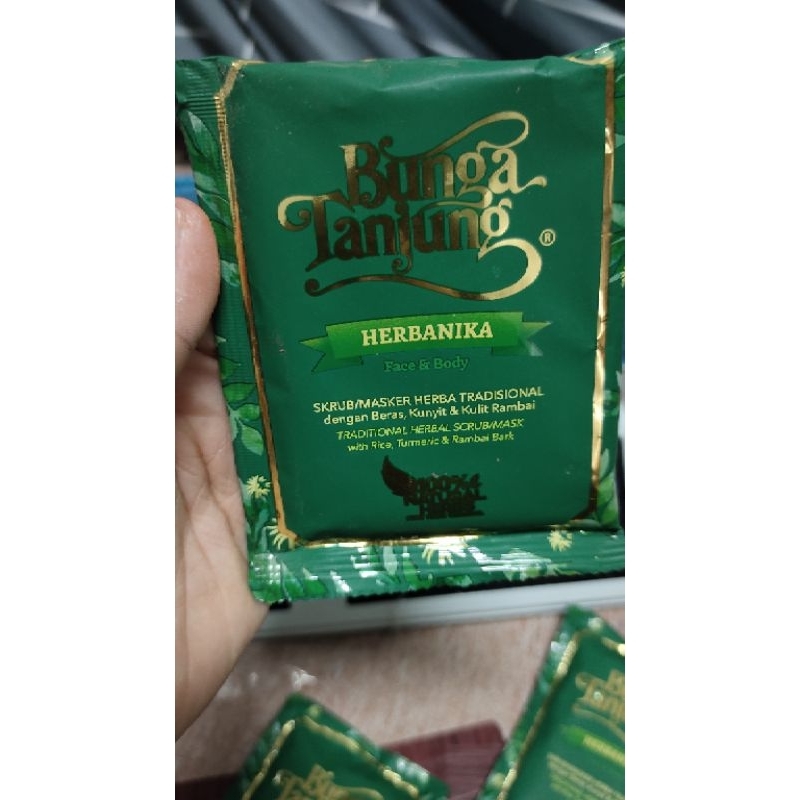 Bunga
Tanjung
®
HERBANIKA
Face & Body
SKRUB/MASKER HERBA TRADISIONAL
dengan Beras, Kunyit & Kulit Rambai
TRADITIONAL HERBAL SCRUB/MASK
with Rice, Turmeric & Rambai Bark
100%
NATURAL
Bunga